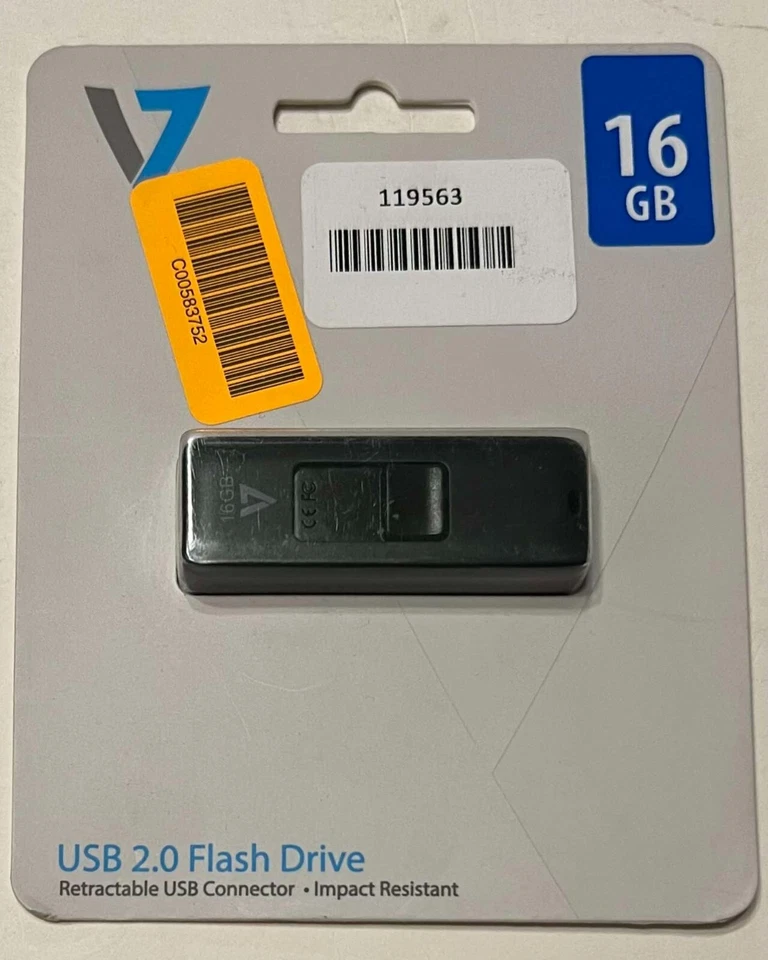 V7
16
GB
119563
C00583752
16GB V7
CE FC
USB 2.0 Flash Drive
Retractable USB Connector • Impact Resistant